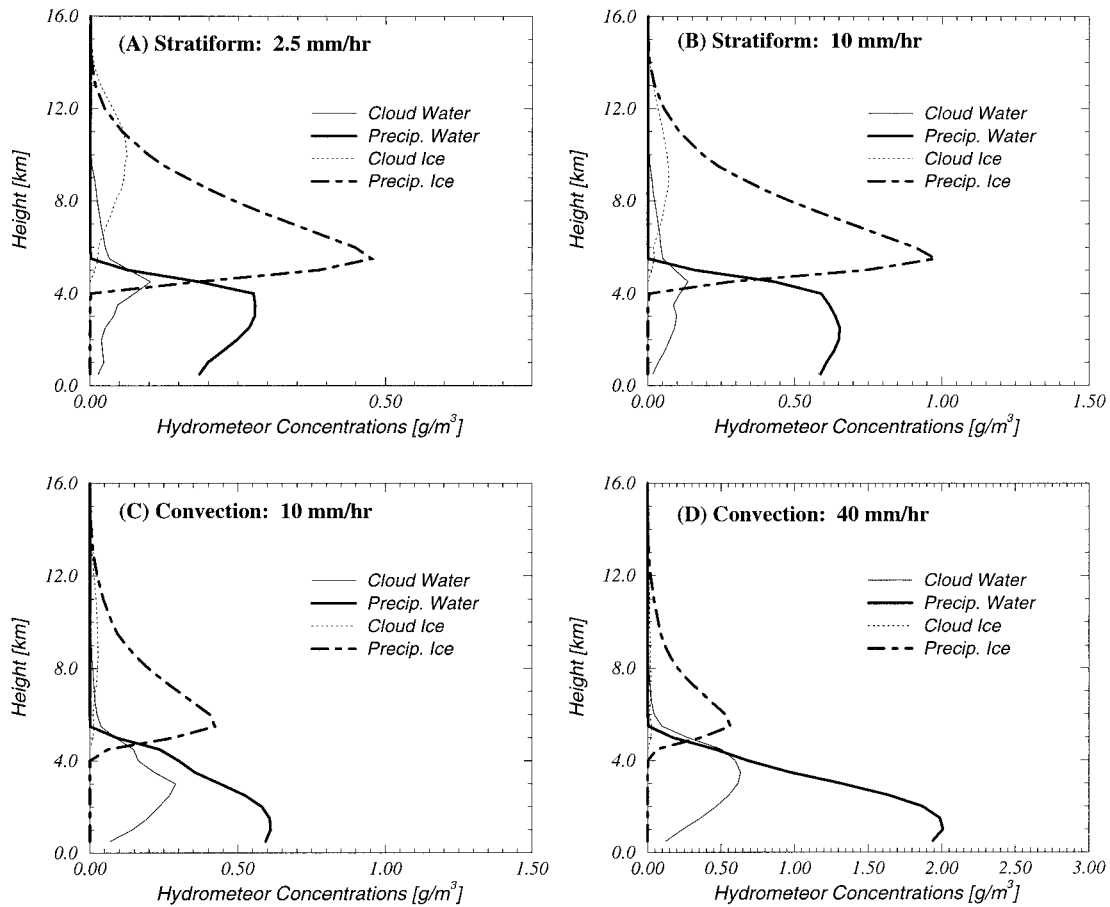 (A) Stratiform: 2.5 mm/hr
16.0
12.0
8.0
4.0
0.0
Height [km]
Cloud Water
Precip. Water
Cloud Ice
Precip. Ice
0.00
0.50
Hydrometeor Concentrations [g/m³]
(B) Stratiform: 10 mm/hr
16.0
12.0
8.0
4.0
0.0
Height [km]
Cloud Water
Precip. Water
Cloud Ice
Precip. Ice
0.00
0.50
1.00
1.50
Hydrometeor Concentrations [g/m³]
(C) Convection: 10 mm/hr
16.0
12.0
8.0
4.0
0.0
Height [km]
Cloud Water
Precip. Water
Cloud Ice
Precip. Ice
0.00
0.50
1.00
1.50
Hydrometeor Concentrations [g/m³]
(D) Convection: 40 mm/hr
16.0
12.0
8.0
4.0
0.0
Height [km]
Cloud Water
Precip. Water
Cloud Ice
Precip. Ice
0.00
0.50
1.00
1.50
2.00
2.50
3.00
Hydrometeor Concentrations [g/m³]